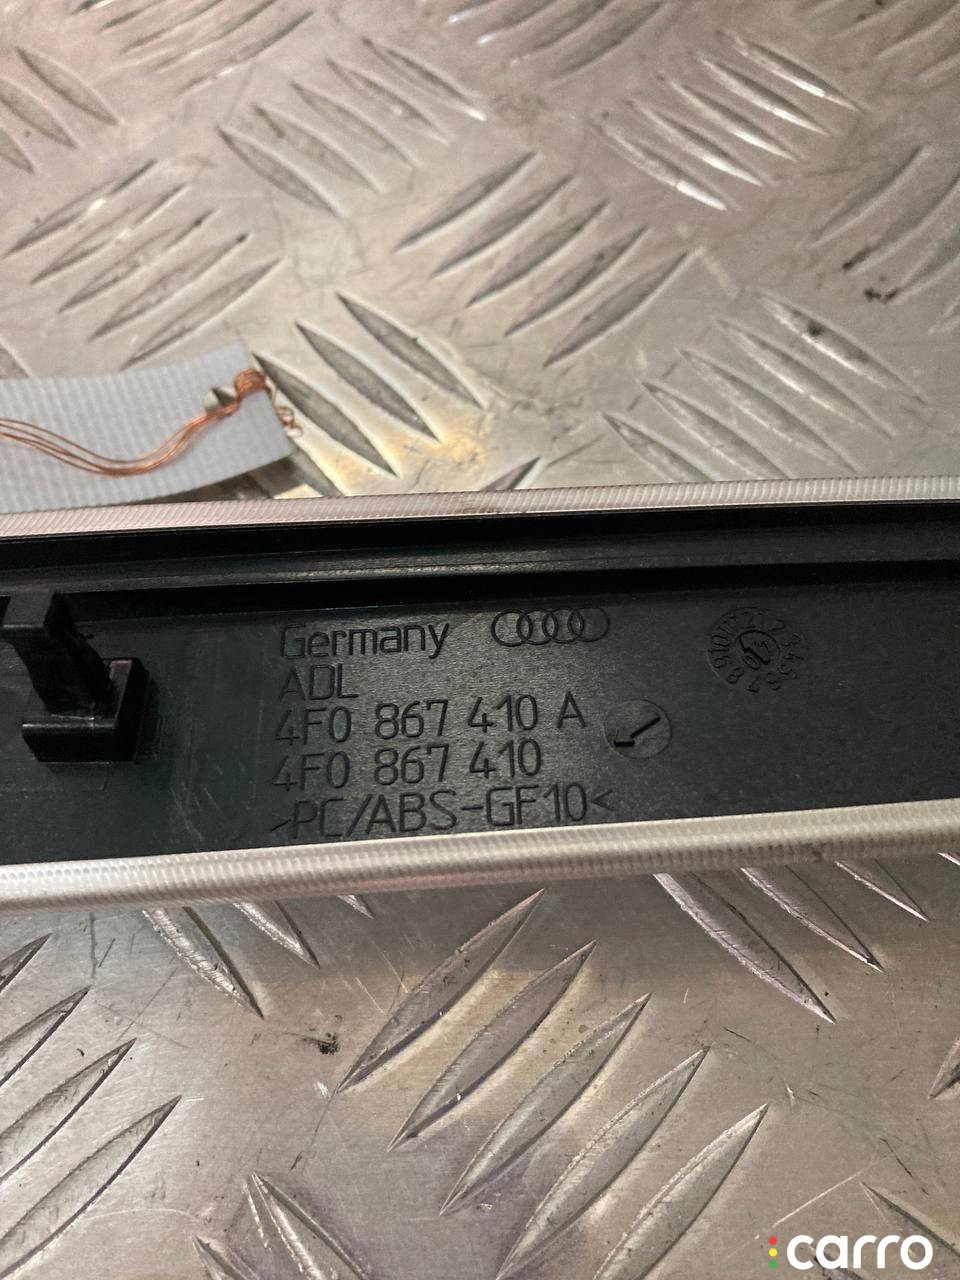 Germany
ADL
4F0 867 410 A
4F0 867 410
>PC/ABS-GF10<
carro